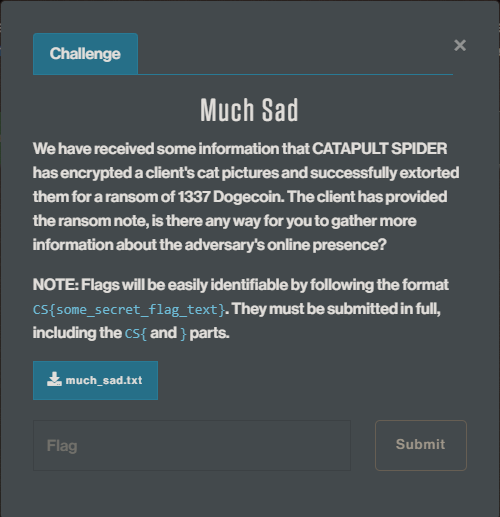 Challenge
×
Much Sad
We have received some information that CATAPULT SPIDER
has encrypted a client's cat pictures and successfully extorted
them for a ransom of 1337 Dogecoin. The client has provided
the ransom note, is there any way for you to gather more
information about the adversary's online presence?
NOTE: Flags will be easily identifiable by following the format
CS{some_secret_flag_text}. They must be submitted in full,
including the CS{ and } parts.
much_sad.txt
Flag
Submit